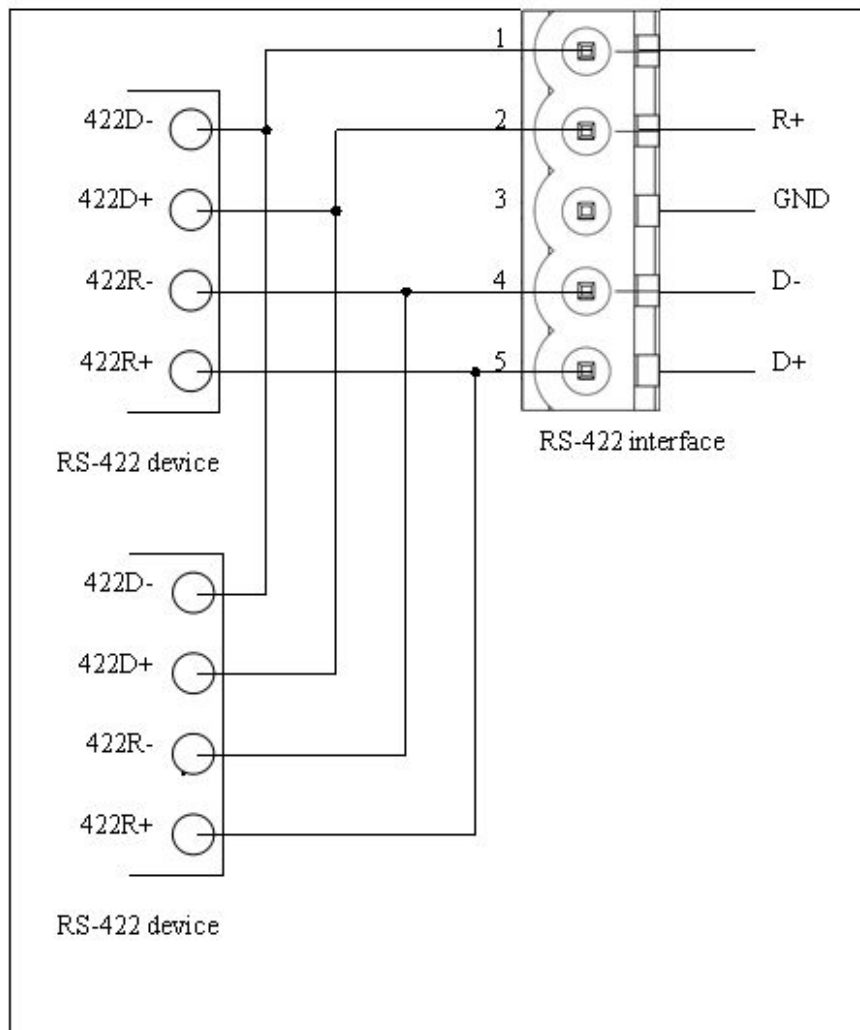 1
422D-
2
R+
422D+
3
GND
422R-
4
D-
422R+
5
D+
RS-422 interface
RS-422 device
422D-
422D+
422R-
422R+
RS-422 device